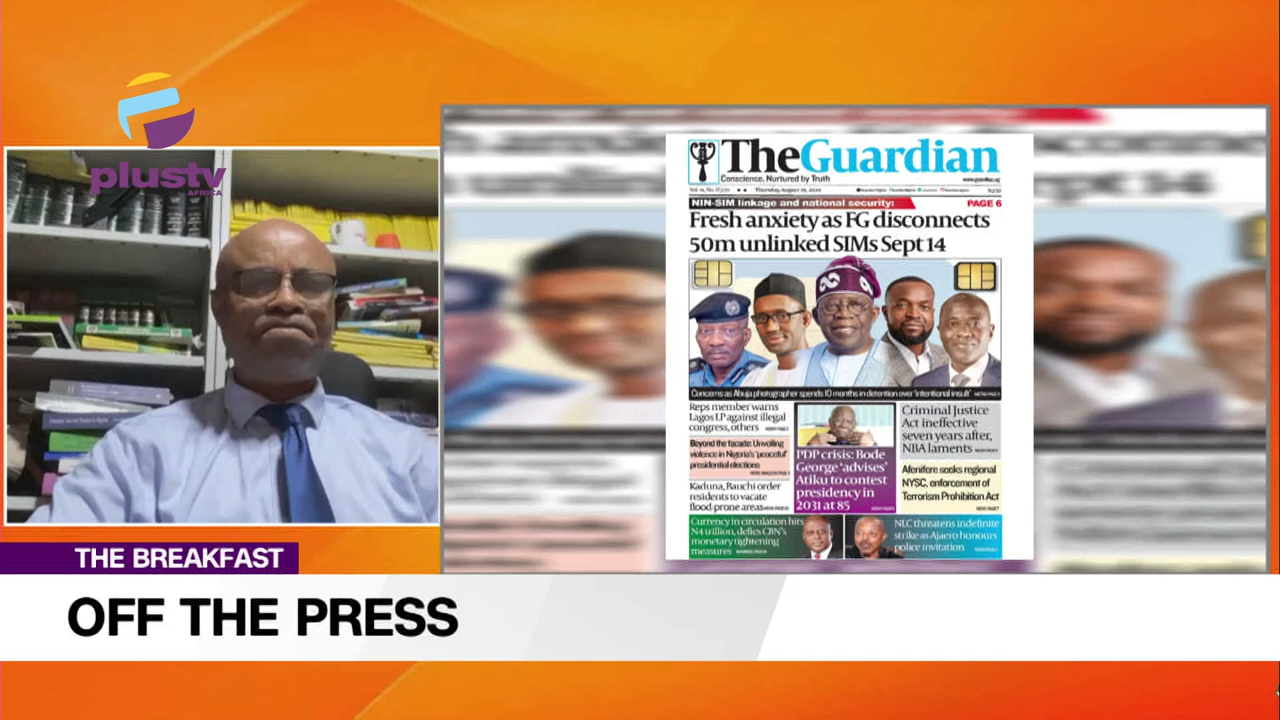 plustv
AFRICA
TheGuardian
Conscience, Nurtured by Truth
Thursday, August 29, 2024
NIN-SIM linkage and national security:
PAGE 6
Fresh anxiety as FG disconnects
50m unlinked SIMs Sept 14
Concerns as Abuja photographer spends 10 months in detention over 'intentional insult'
Reps member warns
Lagos LP against illegal
congress, others
Beyond the facade: Unveiling
violence in Nigeria's 'peaceful'
presidential elections
Kaduna, Bauchi order
residents to vacate
flood-prone areas
PDP crisis: Bode
George 'advises'
Atiku to contest
presidency in
2031 at 85
Criminal Justice
Act ineffective
seven years after,
NBA laments
Afenifere seeks regional
NYSC, enforcement of
Terrorism Prohibition Act
Currency in circulation hits
N4 trillion, defies CBN's
monetary tightening
measures
NLC threatens indefinite
strike as Ajaero honours
police invitation
THE BREAKFAST
OFF THE PRESS